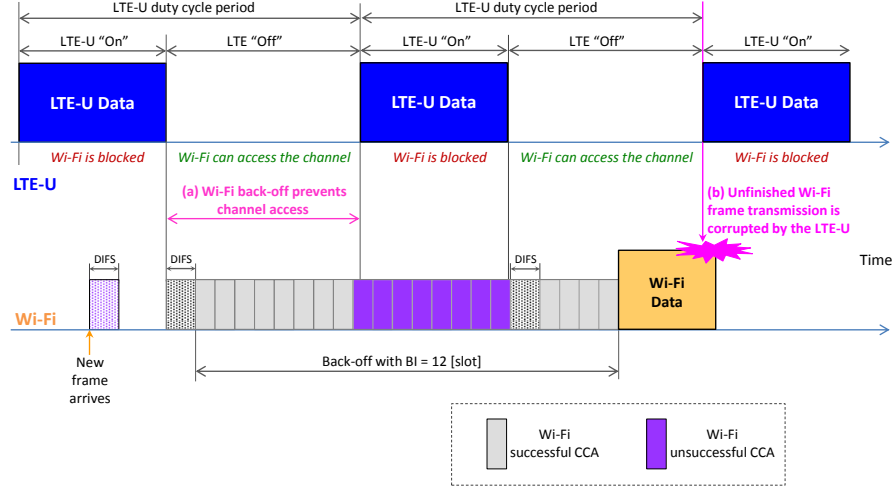 LTE-U duty cycle period
LTE-U duty cycle period
LTE-U “On”
LTE “Off”
LTE-U “On”
LTE “Off”
LTE-U “On”
LTE-U Data
LTE-U Data
LTE-U Data
Wi-Fi is blocked
Wi-Fi can access the channel
Wi-Fi is blocked
Wi-Fi can access the channel
Wi-Fi is blocked
LTE-U
(a) Wi-Fi back-off prevents
channel access
(b) Unfinished Wi-Fi
frame transmission is
corrupted by the LTE-U
Time
DIFS
DIFS
DIFS
Wi-Fi
Data
Wi-Fi
New
frame
arrives
Back-off with BI = 12 [slot]
Wi-Fi
successful CCA
Wi-Fi
unsuccessful CCA